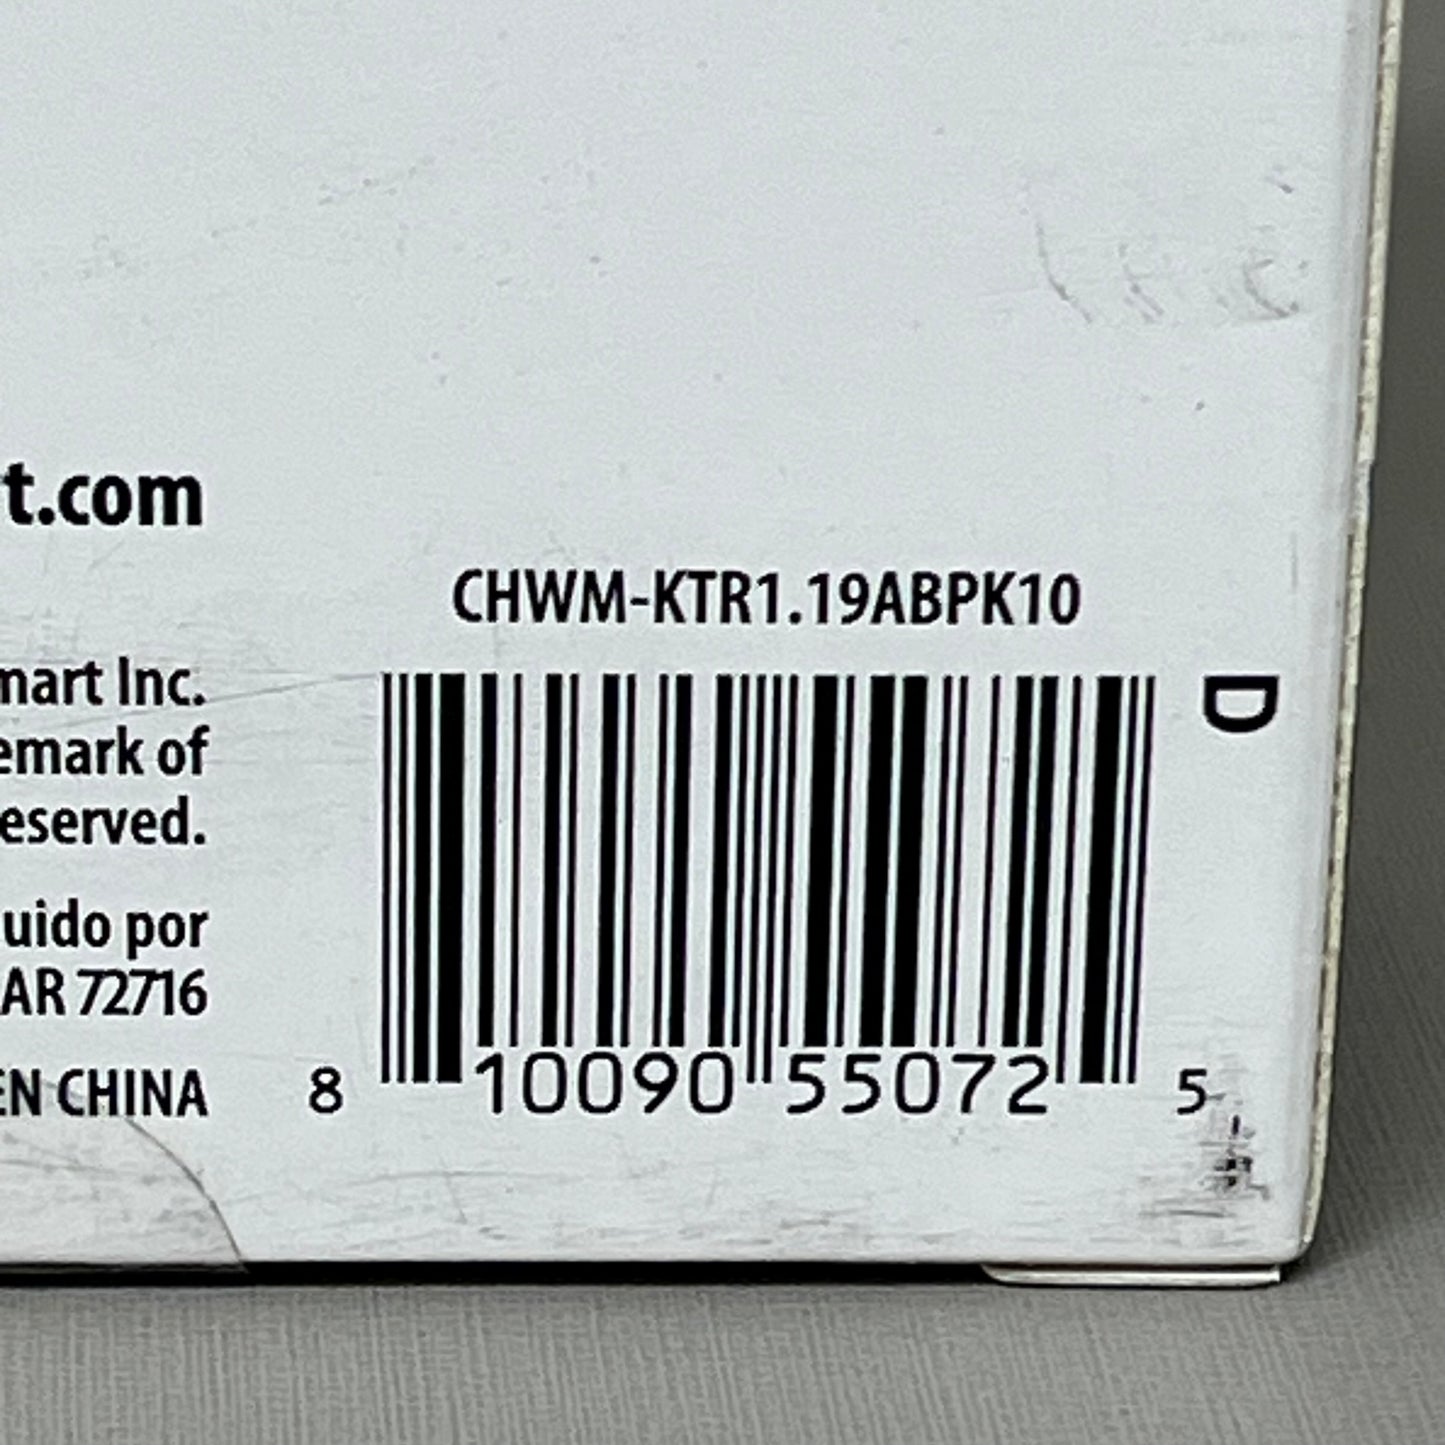 t.com
CHWM-KTR1.19ABPK10
mart Inc.
emark of
eserved.
uido por
AR 72716
EN CHINA
D
8 10090 55072 5